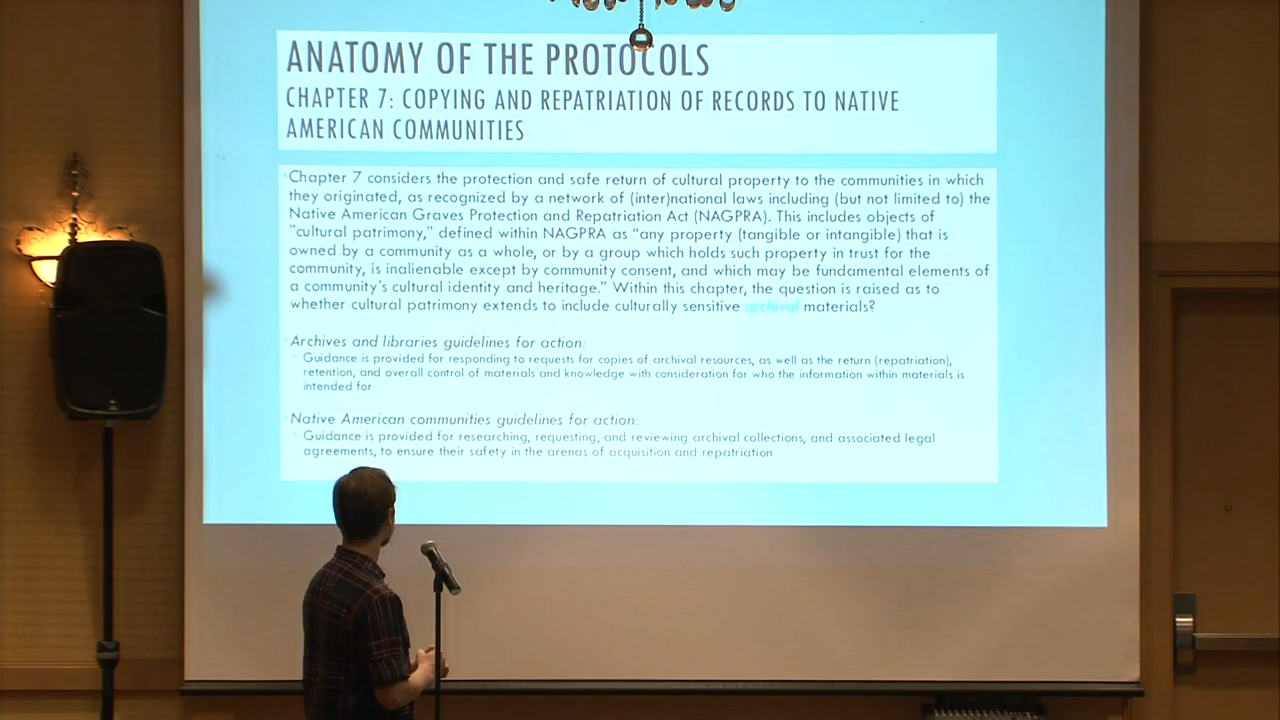 ANATOMY OF THE PROTOCOLS
CHAPTER 7: COPYING AND REPATRIATION OF RECORDS TO NATIVE
AMERICAN COMMUNITIES
Chapter 7 considers the protection and safe return of cultural property to the communities in which
they originated, as recognized by a network of (inter)national laws including (but not limited to) the
Native American Graves Protection and Repatriation Act (NAGPRA). This includes objects of
"cultural patrimony," defined within NAGPRA as "any property (tangible or intangible) that is
owned by a community as a whole, or by a group which holds such property in trust for the
community, is inalienable except by community consent, and which may be fundamental elements of
a community's cultural identity and heritage." Within this chapter, the question is raised as to
whether cultural patrimony extends to include culturally sensitive archival materials?
Archives and libraries guidelines for action:
Guidance is provided for responding to requests for copies of archival resources, as well as the return (repatriation),
retention, and overall control of materials and knowledge with consideration for who the information within materials is
intended for
Native American communities guidelines for action:
Guidance is provided for researching, requesting, and reviewing archival collections, and associated legal
agreements, to ensure their safety in the arenas of acquisition and repatriation